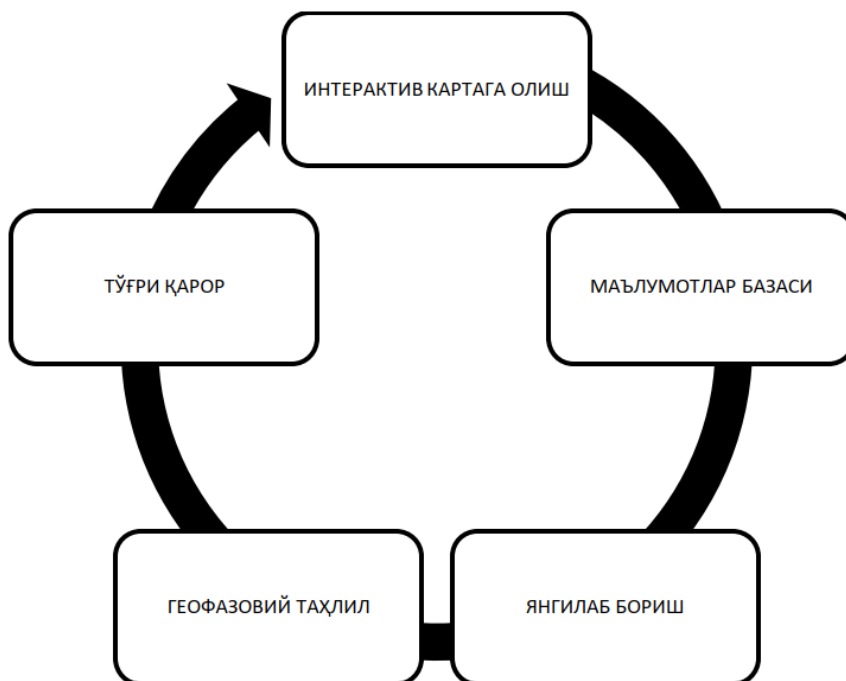 ИНТЕРАКТИВ КАРТАГА ОЛИШ
ТЎҒРИ ҚАРОР
МАЪЛУМОТЛАР БАЗАСИ
ГЕОФАЗОВИЙ ТАҲЛИЛ
ЯНГИЛАБ БОРИШ